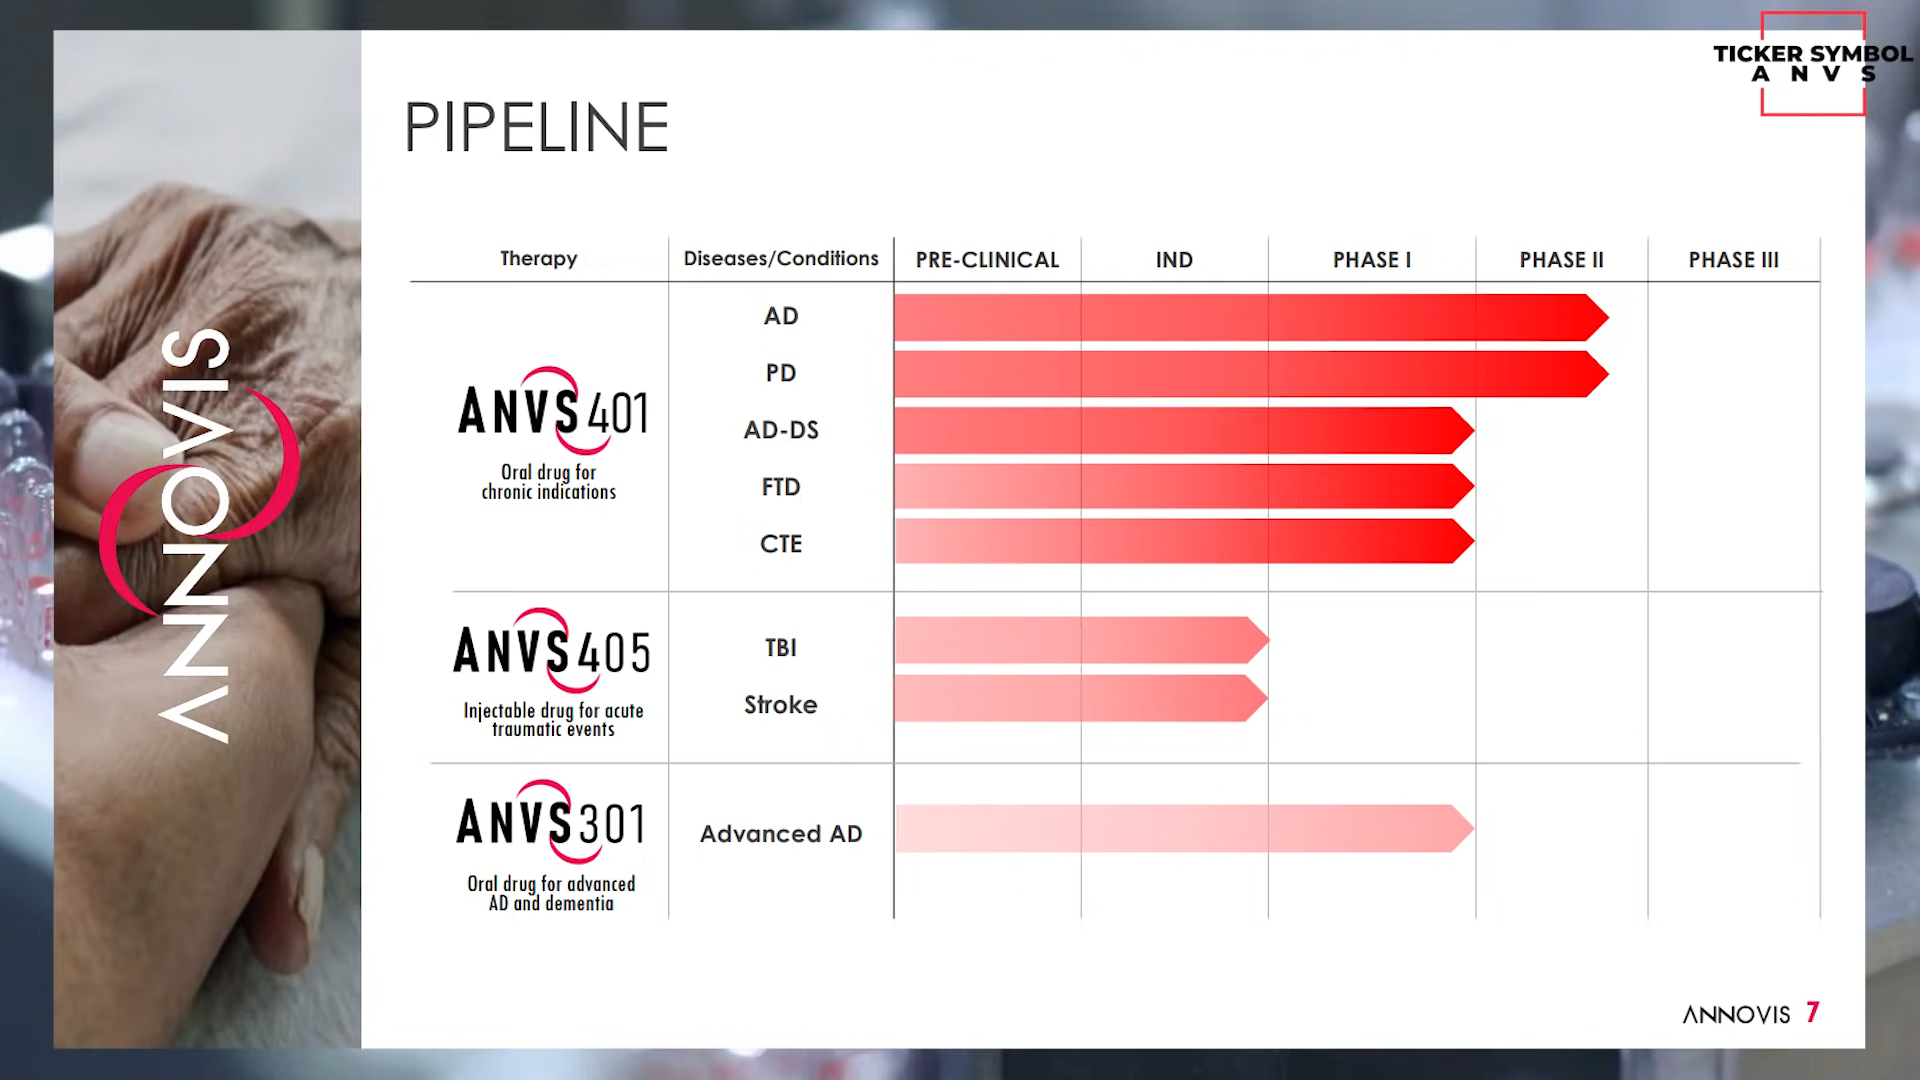 TICKER SYMBOL
ANVS
PIPELINE
ANNOVIS
Therapy Diseases/Conditions PRE-CLINICAL IND PHASE I PHASE II PHASE III
ANVS401
Oral drug for
chronic indications
AD
PD
AD-DS
FTD
CTE
ANVS405
Injectable drug for acute
traumatic events
TBI
Stroke
ANVS301
Oral drug for advanced
AD and dementia
Advanced AD
ANNOVIS 7